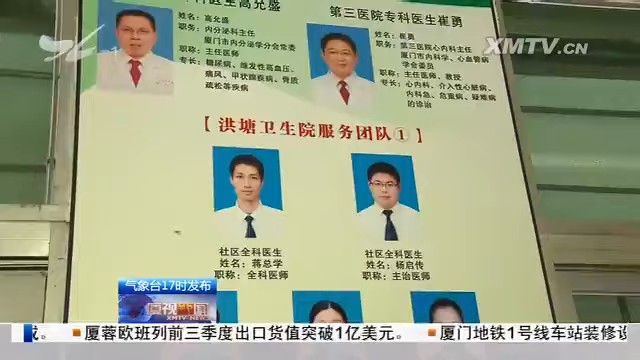 科医生高允盛
姓名：高允盛
职务：内分泌科主任
厦门市内分泌学分会常委
职称：主任医师
专长：糖尿病、继发性高血压、
痛风、甲状腺疾病、骨质
疏松等疾病
第三医院专科医生崔勇
姓名：崔勇
职务：第三医院心内科主任
厦门市内科学、心血管病
学会委员
职称：主任医师、教授
专长：心内科、介入性心脏病、
内科急、危重病、疑难病
的诊治
XMTV.CN
【洪塘卫生院服务团队①】
社区全科医生
姓名：蒋总学
职称：全科医师
社区全科医生
姓名：杨启传
职称：主治医师
气象台17时发布
XMTV-NEWS
成。 厦蓉欧班列前三季度出口货值突破1亿美元。 厦门地铁1号线车站装修设